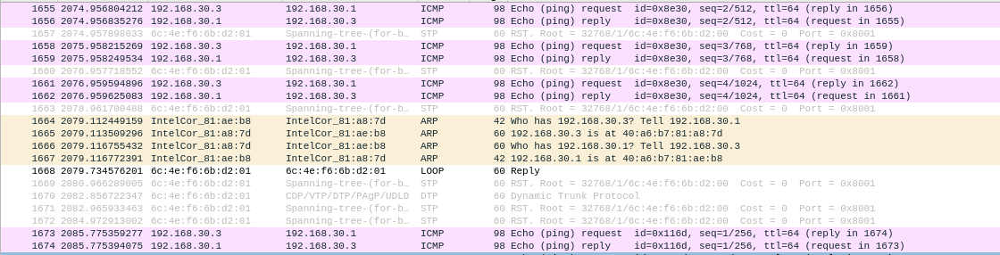 1655 2074.956804212 192.168.30.3 192.168.30.1 ICMP 98 Echo (ping) request id=0x8e30, seq=2/512, ttl=64 (reply in 1656)
1656 2074.956835276 192.168.30.1 192.168.30.3 ICMP 98 Echo (ping) reply id=0x8e30, seq=2/512, ttl=64 (request in 1655)
1657 2074.957898033 6c:4e:f6:6b:d2:01 Spanning-tree-(for-b… STP 60 RST. Root = 32768/1/6c:4e:f6:6b:d2:00 Cost = 0 Port = 0x8001
1658 2075.958215269 192.168.30.3 192.168.30.1 ICMP 98 Echo (ping) request id=0x8e30, seq=3/768, ttl=64 (reply in 1659)
1659 2075.958249534 192.168.30.1 192.168.30.3 ICMP 98 Echo (ping) reply id=0x8e30, seq=3/768, ttl=64 (request in 1658)
1660 2076.957718552 6c:4e:f6:6b:d2:01 Spanning-tree-(for-b… STP 60 RST. Root = 32768/1/6c:4e:f6:6b:d2:00 Cost = 0 Port = 0x8001
1661 2076.959594896 192.168.30.3 192.168.30.1 ICMP 98 Echo (ping) request id=0x8e30, seq=4/1024, ttl=64 (reply in 1662)
1662 2076.959625083 192.168.30.1 192.168.30.3 ICMP 98 Echo (ping) reply id=0x8e30, seq=4/1024, ttl=64 (request in 1661)
1663 2078.961700488 6c:4e:f6:6b:d2:01 Spanning-tree-(for-b… STP 60 RST. Root = 32768/1/6c:4e:f6:6b:d2:00 Cost = 0 Port = 0x8001
1664 2079.112449159 IntelCor_81:ae:b8 IntelCor_81:a8:7d ARP 42 Who has 192.168.30.3? Tell 192.168.30.1
1665 2079.113509296 IntelCor_81:a8:7d IntelCor_81:ae:b8 ARP 60 192.168.30.3 is at 40:a6:b7:81:a8:7d
1666 2079.116755432 IntelCor_81:a8:7d IntelCor_81:ae:b8 ARP 60 Who has 192.168.30.1? Tell 192.168.30.3
1667 2079.116772391 IntelCor_81:ae:b8 IntelCor_81:a8:7d ARP 42 192.168.30.1 is at 40:a6:b7:81:ae:b8
1668 2079.734576201 6c:4e:f6:6b:d2:01 6c:4e:f6:6b:d2:01 LOOP 60 Reply
1669 2080.966289005 6c:4e:f6:6b:d2:01 Spanning-tree-(for-b… STP 60 RST. Root = 32768/1/6c:4e:f6:6b:d2:00 Cost = 0 Port = 0x8001
1670 2082.856722347 6c:4e:f6:6b:d2:01 CDP/VTP/DTP/PAgP/UDLD DTP 60 Dynamic Trunk Protocol
1671 2082.965933463 6c:4e:f6:6b:d2:01 Spanning-tree-(for-b… STP 60 RST. Root = 32768/1/6c:4e:f6:6b:d2:00 Cost = 0 Port = 0x8001
1672 2084.972913002 6c:4e:f6:6b:d2:01 Spanning-tree-(for-b… STP 60 RST. Root = 32768/1/6c:4e:f6:6b:d2:00 Cost = 0 Port = 0x8001
1673 2085.775359277 192.168.30.3 192.168.30.1 ICMP 98 Echo (ping) request id=0x116d, seq=1/256, ttl=64 (reply in 1674)
1674 2085.775394075 192.168.30.1 192.168.30.3 ICMP 98 Echo (ping) reply id=0x116d, seq=1/256, ttl=64 (request in 1673)